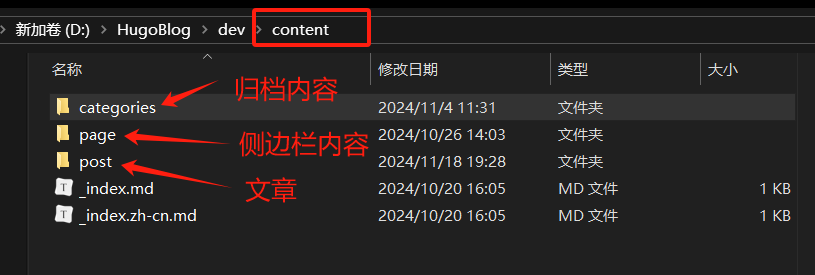 新加卷 (D:) > HugoBlog > dev > content
名称 修改日期 类型 大小
categories 2024/11/4 11:31 文件夹
归档内容
page 2024/10/26 14:03 文件夹
侧边栏内容
post 2024/11/18 19:28 文件夹
文章
_index.md 2024/10/20 16:05 MD 文件 1 KB
_index.zh-cn.md 2024/10/20 16:05 MD 文件 1 KB